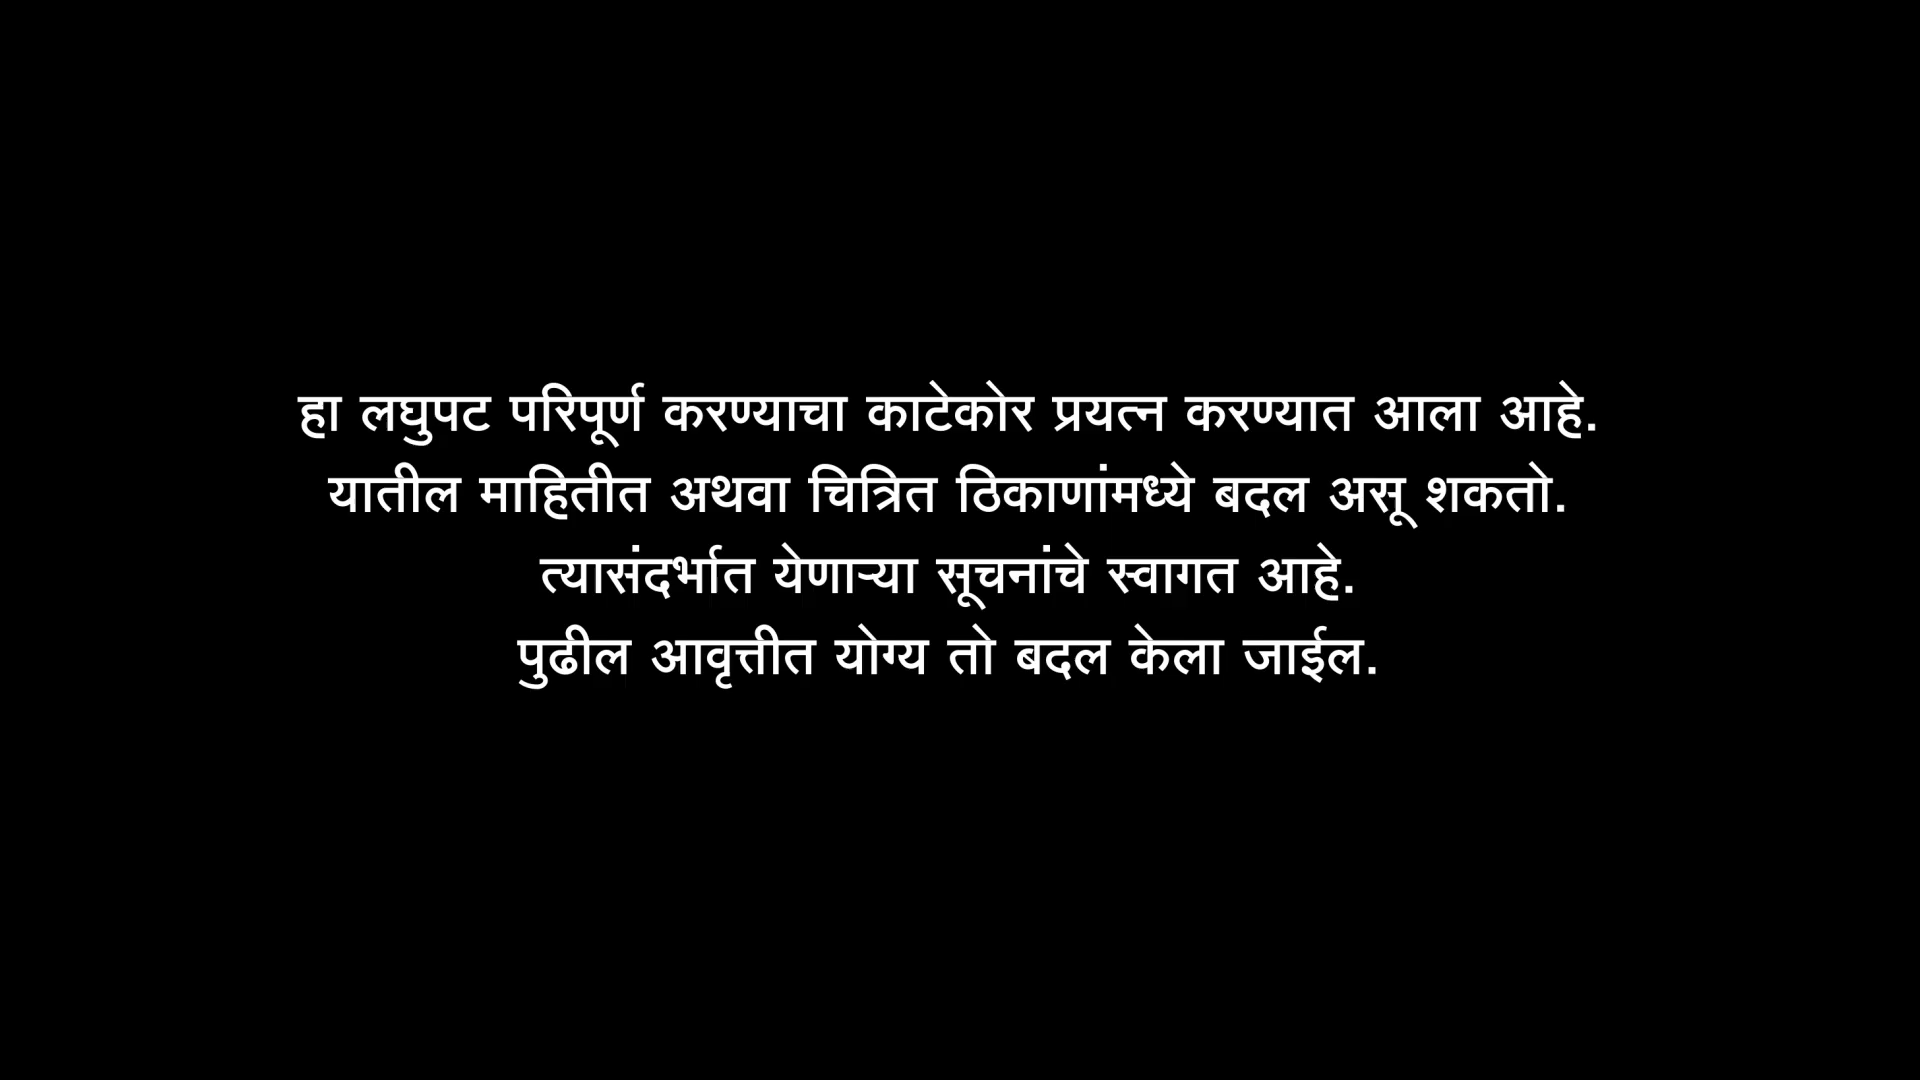 हा लघुपट परिपूर्ण करण्याचा काटेकोर प्रयत्न करण्यात आला आहे.
यातील माहितीत अथवा चित्रित ठिकाणांमध्ये बदल असू शकतो.
त्यासंदर्भात येणाऱ्या सूचनांचे स्वागत आहे.
पुढील आवृत्तीत योग्य तो बदल केला जाईल.